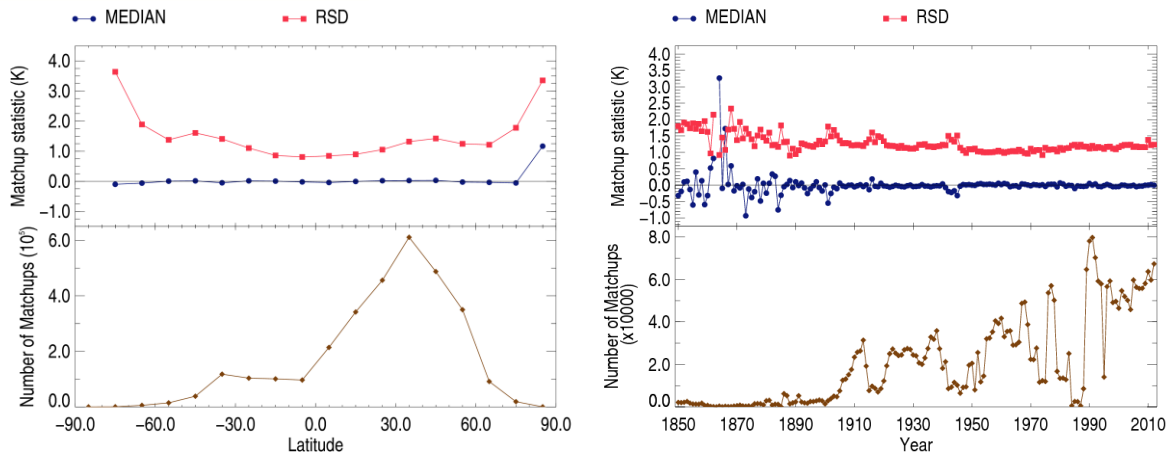 MEDIAN RSD
4.0
3.0
2.0
1.0
0.0
−1.0
Matchup statistic (K)
6.0
4.0
2.0
0.0
Number of Matchups (10⁵)
−90.0 −60.0 −30.0 0.0 30.0 60.0 90.0
Latitude
MEDIAN RSD
4.0
3.5
3.0
2.5
2.0
1.5
1.0
0.5
0.0
−0.5
−1.0
Matchup statistic (K)
8.0
6.0
4.0
2.0
0.0
Number of Matchups
(x10000)
1850 1870 1890 1910 1930 1950 1970 1990 2010
Year